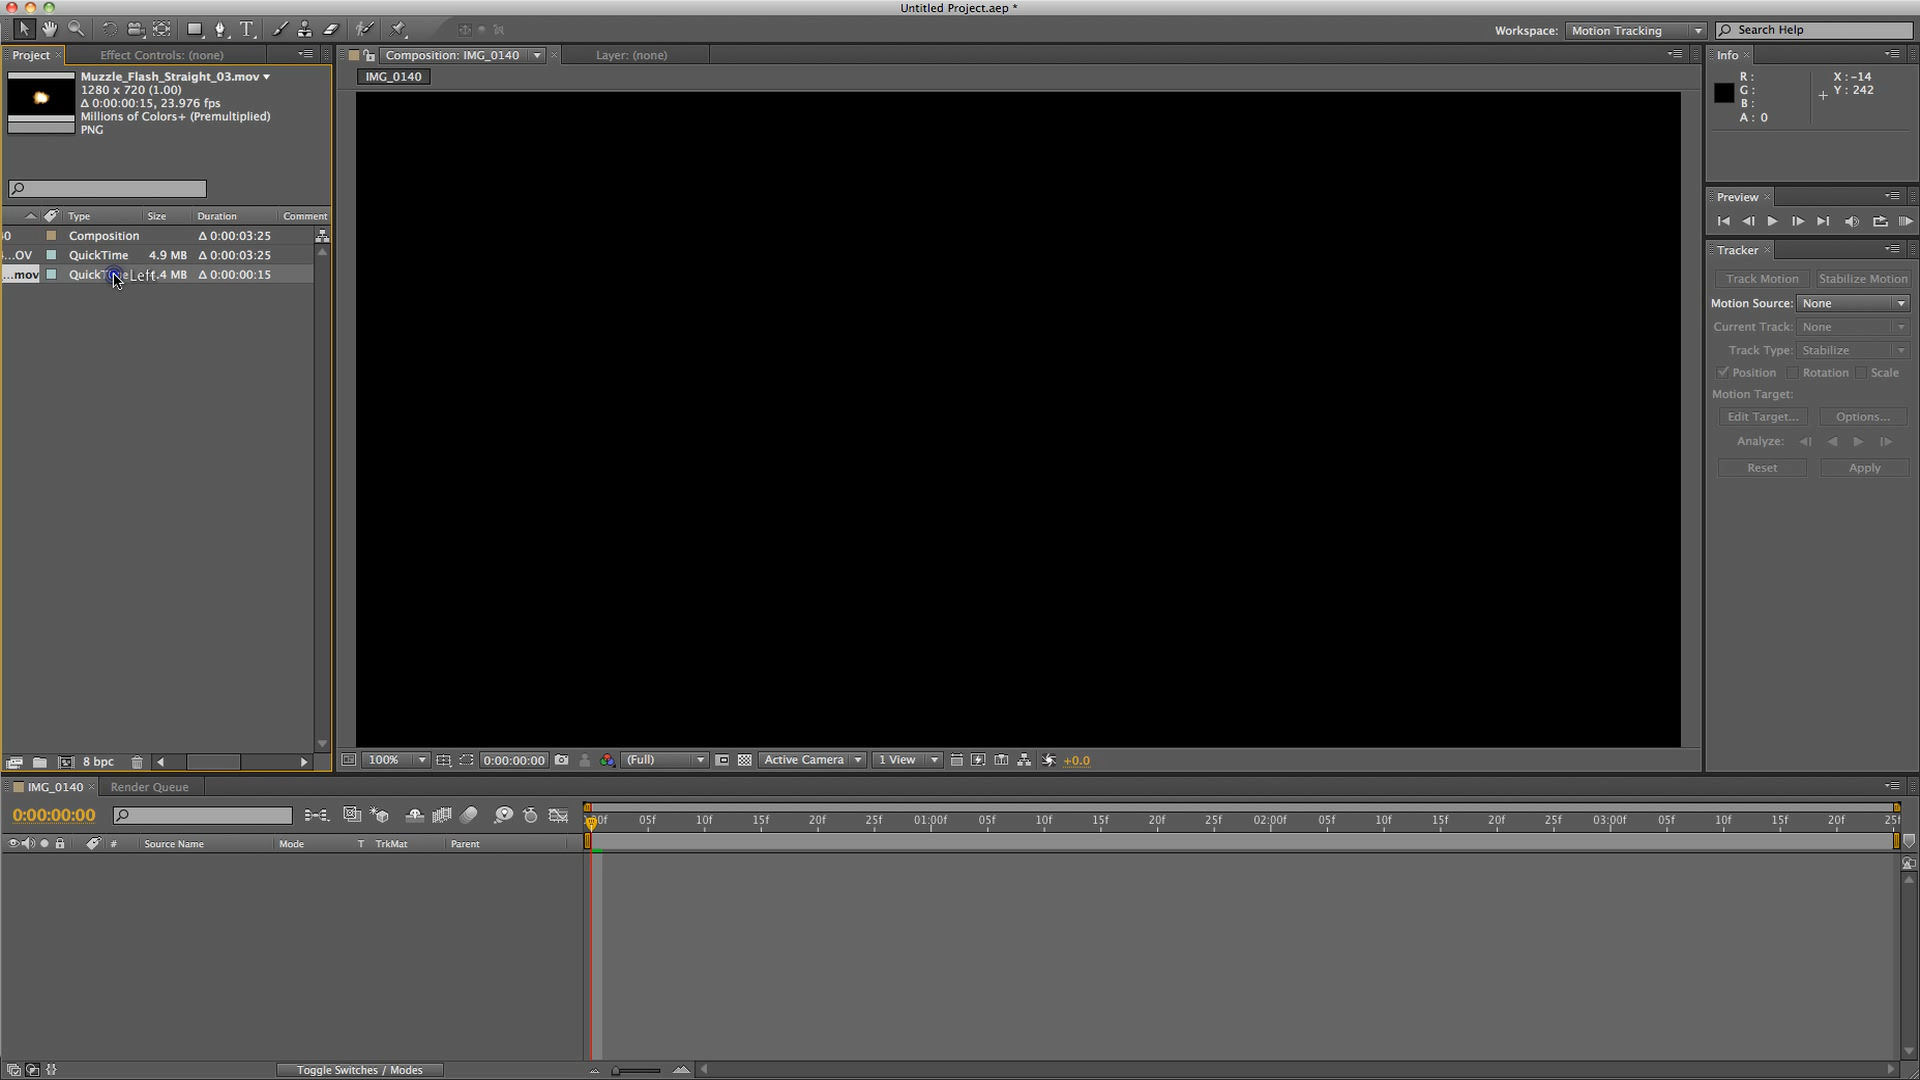 Untitled Project.aep *
Workspace: Motion Tracking
Search Help
Project
Effect Controls: (none)
Composition: IMG_0140
Layer: (none)
Info
IMG_0140
Muzzle_Flash_Straight_03.mov
1280 x 720 (1.00)
Δ 0:00:00:15, 23.976 fps
Millions of Colors+ (Premultiplied)
PNG
R :
G :
B :
A : 0
X : -14
Y : 242
Preview
Type Size Duration Comment
Composition Δ 0:00:03:25
...OV QuickTime 4.9 MB Δ 0:00:03:25
...mov Left .4 MB Δ 0:00:00:15
Tracker
Track Motion Stabilize Motion
Motion Source: None
Current Track: None
Track Type: Stabilize
Position Rotation Scale
Motion Target:
Edit Target... Options...
Analyze:
Reset Apply
8 bpc
100% 0:00:00:00 (Full) Active Camera 1 View +0.0
IMG_0140 Render Queue
0:00:00:00
05f 10f 15f 20f 25f 01:00f 05f 10f 15f 20f 25f 02:00f 05f 10f 15f 20f 25f 03:00f 05f 10f 15f 20f 25f
# Source Name Mode T TrkMat Parent
Toggle Switches / Modes